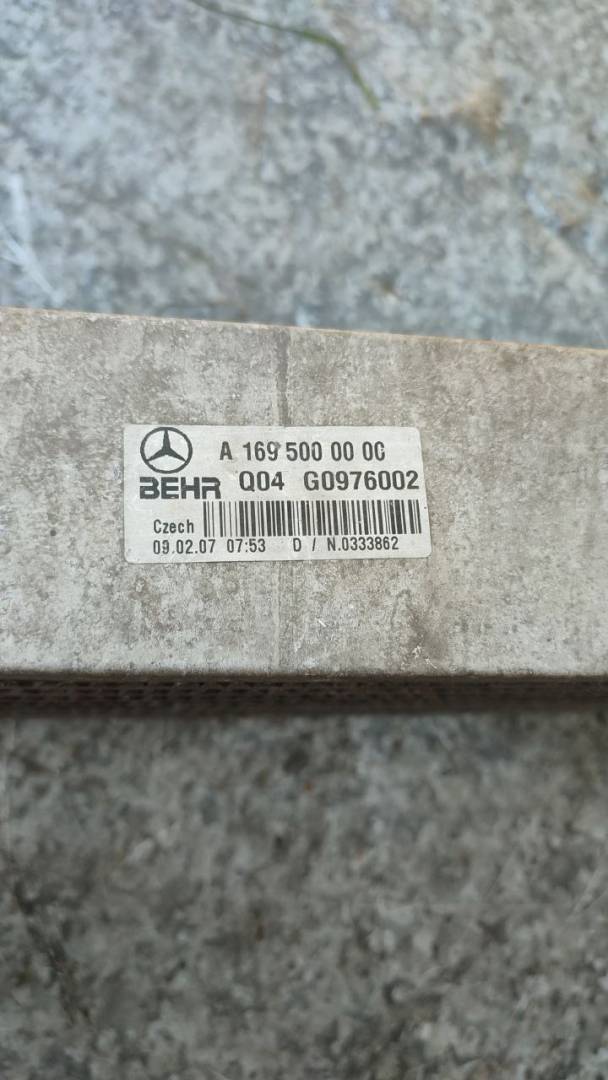 A 169 500 00 00
BEHR Q04 G0976002
Czech
09.02.07 07:53 D / N.0333862